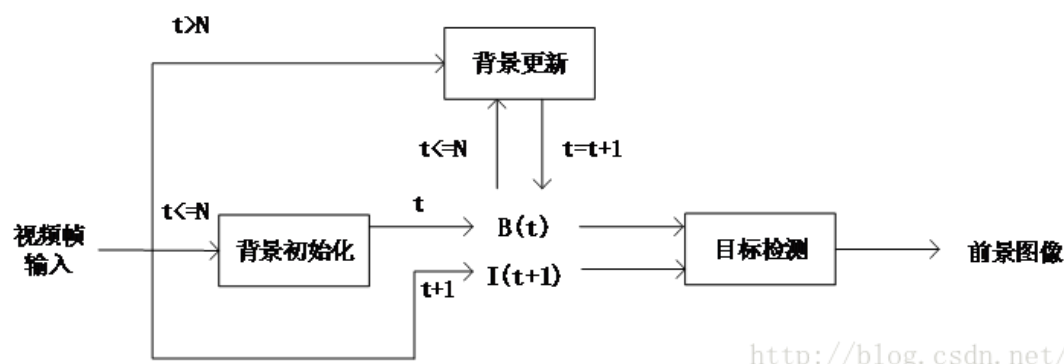 t>N
背景更新
t<=N
t=t+1
t<=N
t
视频帧
输入
背景初始化
B(t)
目标检测
前景图像
t+1
I(t+1)
http://blog.csdn.net/